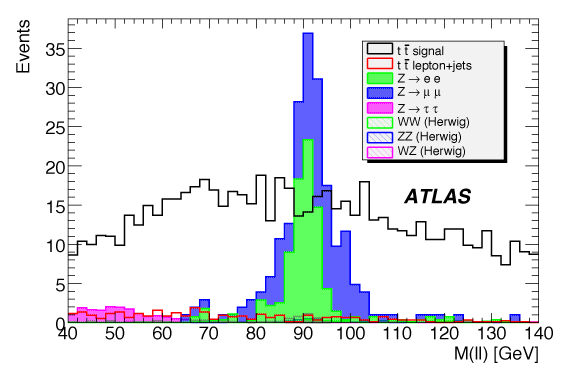 Events
35
30
25
20
15
10
5
0
t t̄ signal
t t̄ lepton+jets
Z → e e
Z → μ μ
Z → τ τ
WW (Herwig)
ZZ (Herwig)
WZ (Herwig)
ATLAS
40 50 60 70 80 90 100 110 120 130 140
M(ll) [GeV]